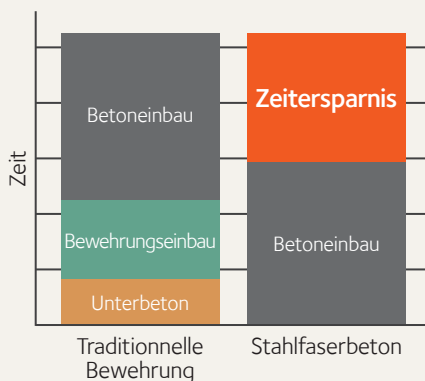 Zeit
Betoneinbau
Bewehrungseinbau
Unterbeton
Zeitersparnis
Betoneinbau
Traditionnelle
Bewehrung
Stahlfaserbeton